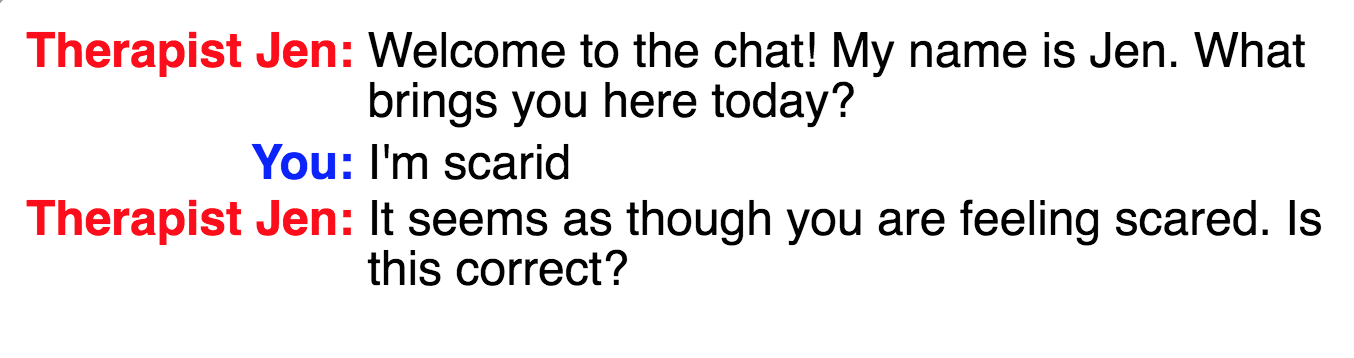 Therapist Jen: Welcome to the chat! My name is Jen. What
brings you here today?
You: I'm scarid
Therapist Jen: It seems as though you are feeling scared. Is
this correct?